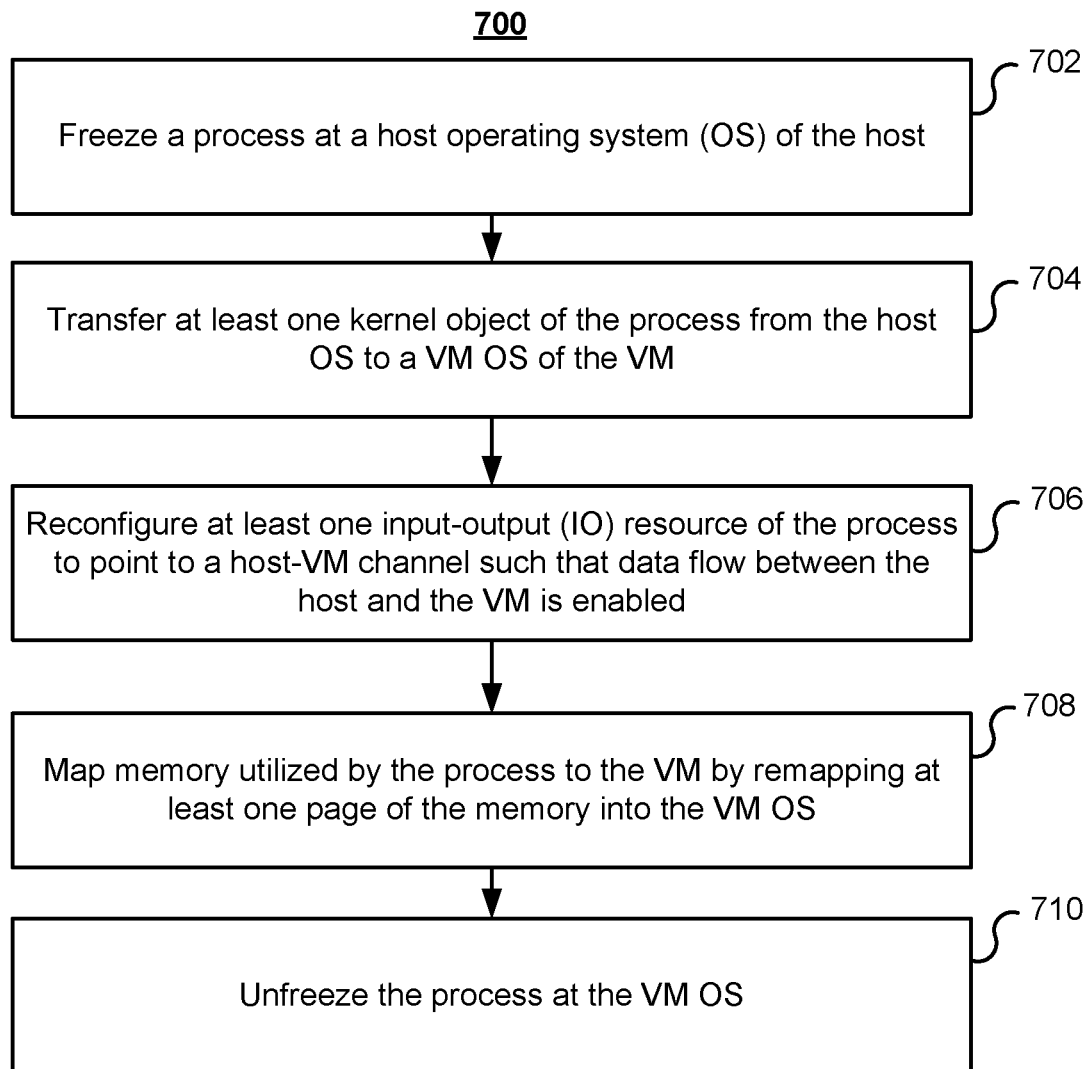 700
702
Freeze a process at a host operating system (OS) of the host
704
Transfer at least one kernel object of the process from the host
OS to a VM OS of the VM
706
Reconfigure at least one input-output (IO) resource of the process
to point to a host-VM channel such that data flow between the
host and the VM is enabled
708
Map memory utilized by the process to the VM by remapping at
least one page of the memory into the VM OS
710
Unfreeze the process at the VM OS